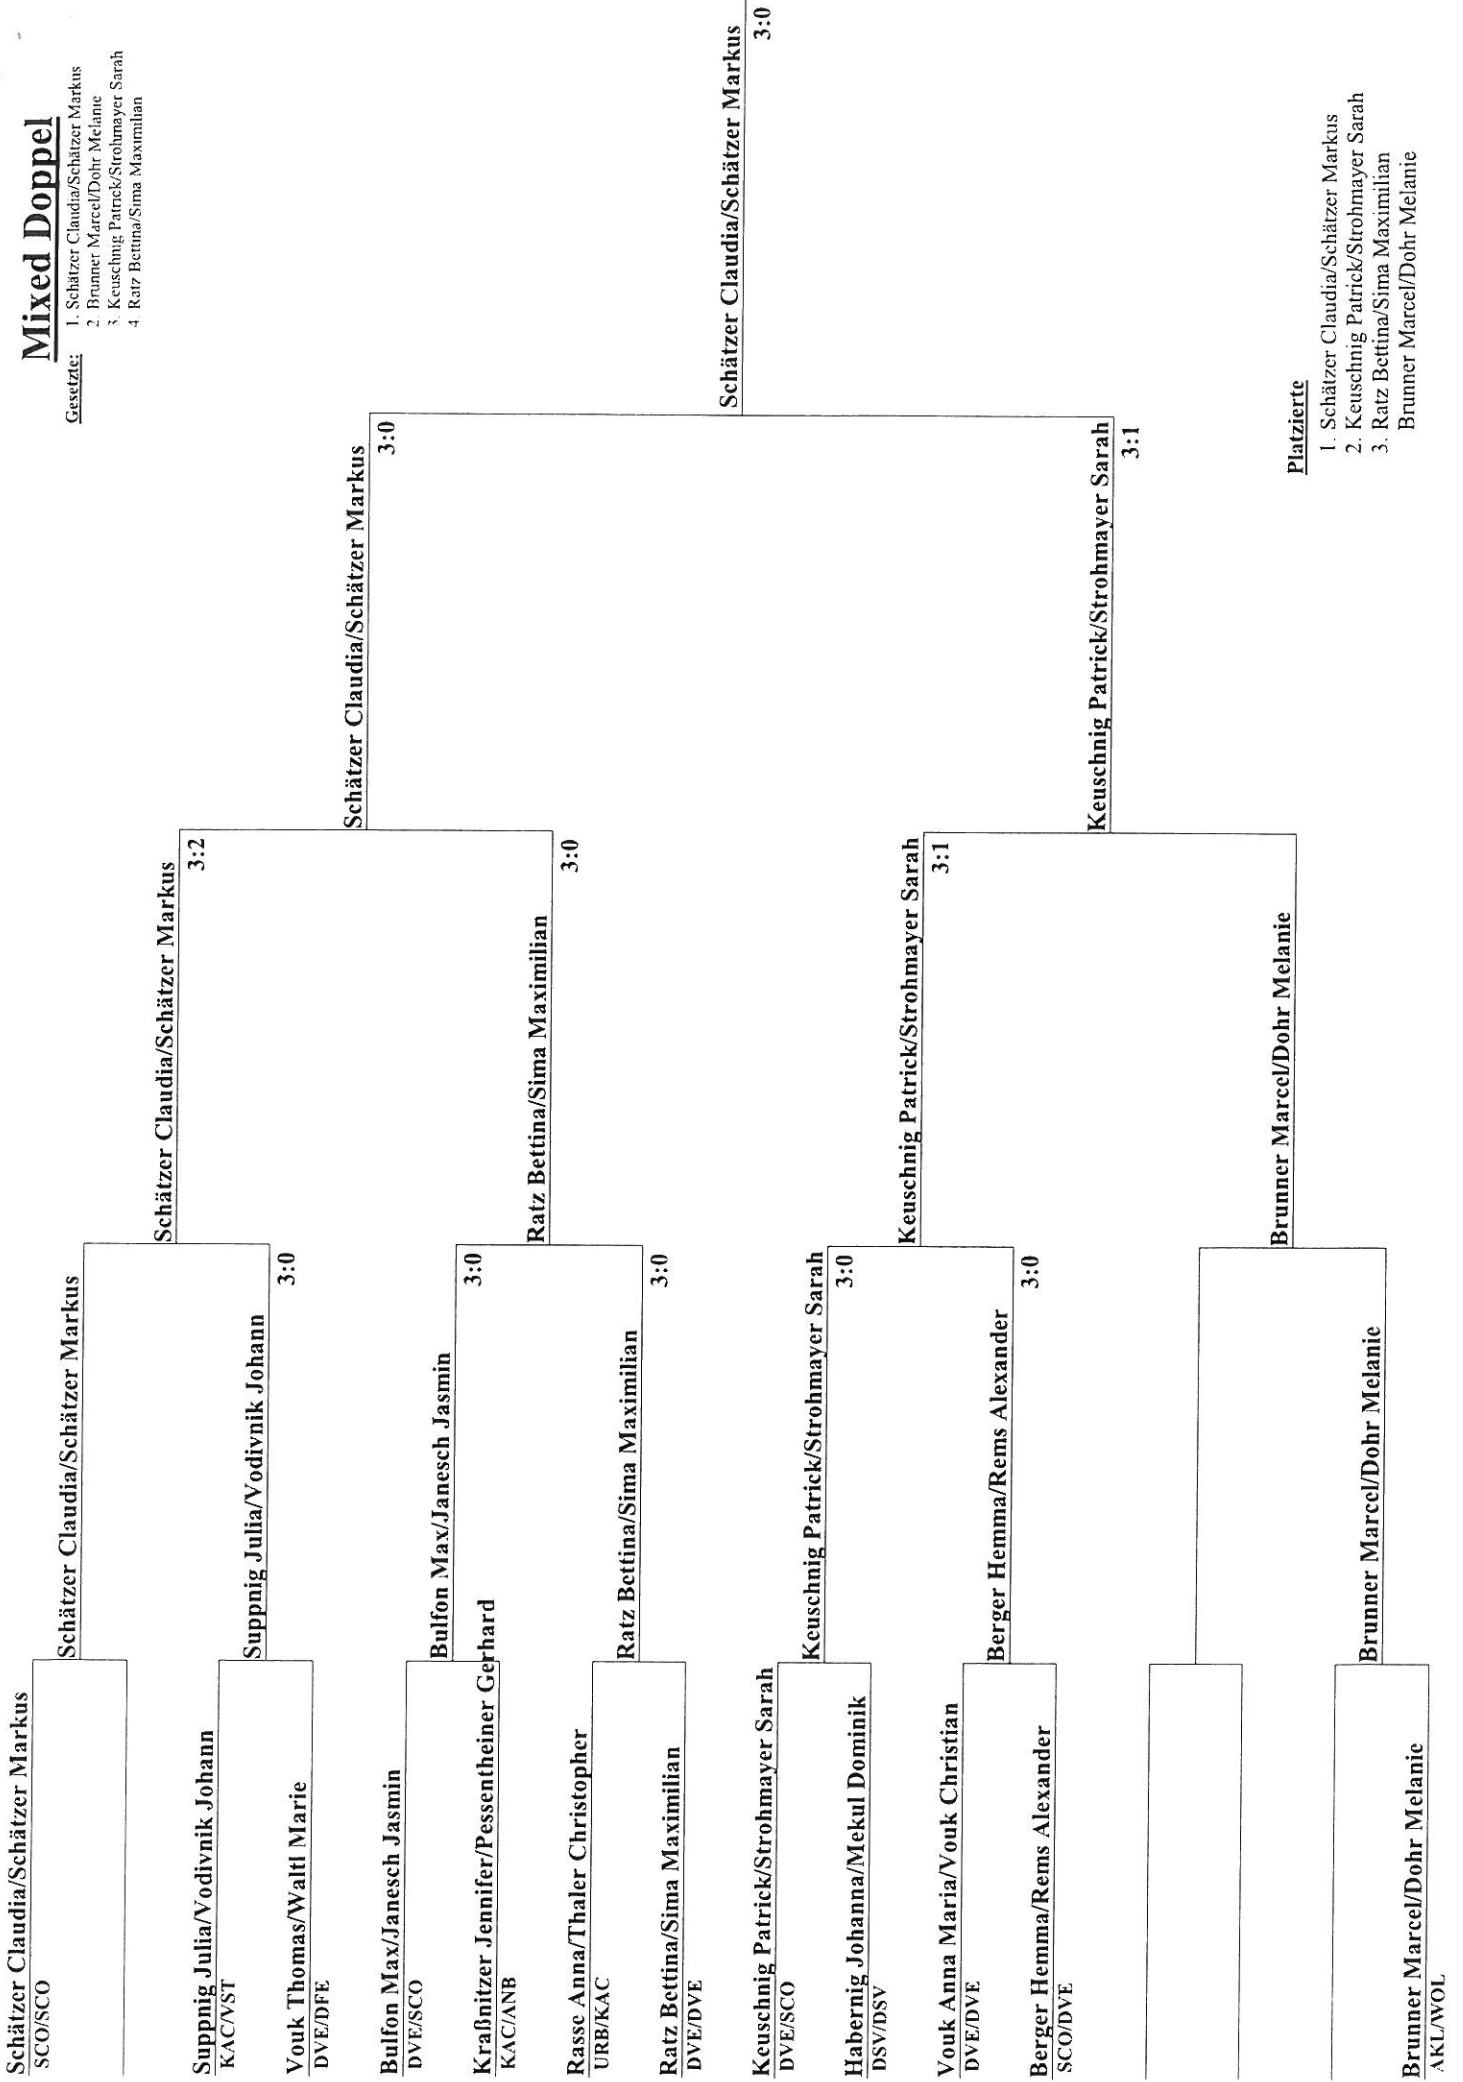 Mixed Doppel
Gesetzte:
1. Schätzer Claudia/Schätzer Markus
2. Brunner Marcel/Dohr Melanie
3. Keuschnig Patrick/Strohmayer Sarah
4. Ratz Bettina/Sima Maximilian
Schätzer Claudia/Schätzer Markus
SCO/SCO
Suppnig Julia/Vodivnik Johann
KAC/VST
Vouk Thomas/Waltl Marie
DVE/DFE
Bulfon Max/Janesch Jasmin
DVE/SCO
Kraßnitzer Jennifer/Pessentheiner Gerhard
KAC/ANB
Rasse Anna/Thaler Christopher
URB/KAC
Ratz Bettina/Sima Maximilian
DVE/DVE
Keuschnig Patrick/Strohmayer Sarah
DVE/SCO
Habernig Johanna/Mekul Dominik
DSV/DSV
Vouk Anna Maria/Vouk Christian
DVE/DVE
Berger Hemma/Rems Alexander
SCO/DVE
Brunner Marcel/Dohr Melanie
AKL/WOL
Schätzer Claudia/Schätzer Markus
Suppnig Julia/Vodivnik Johann
3:0
Bulfon Max/Janesch Jasmin
3:0
Ratz Bettina/Sima Maximilian
3:0
Keuschnig Patrick/Strohmayer Sarah
3:0
Berger Hemma/Rems Alexander
3:0
Brunner Marcel/Dohr Melanie
Schätzer Claudia/Schätzer Markus
3:2
Ratz Bettina/Sima Maximilian
3:0
Keuschnig Patrick/Strohmayer Sarah
3:1
Brunner Marcel/Dohr Melanie
Schätzer Claudia/Schätzer Markus
3:0
Keuschnig Patrick/Strohmayer Sarah
3:1
Schätzer Claudia/Schätzer Markus
3:0
Platzierte
1. Schätzer Claudia/Schätzer Markus
2. Keuschnig Patrick/Strohmayer Sarah
3. Ratz Bettina/Sima Maximilian
Brunner Marcel/Dohr Melanie